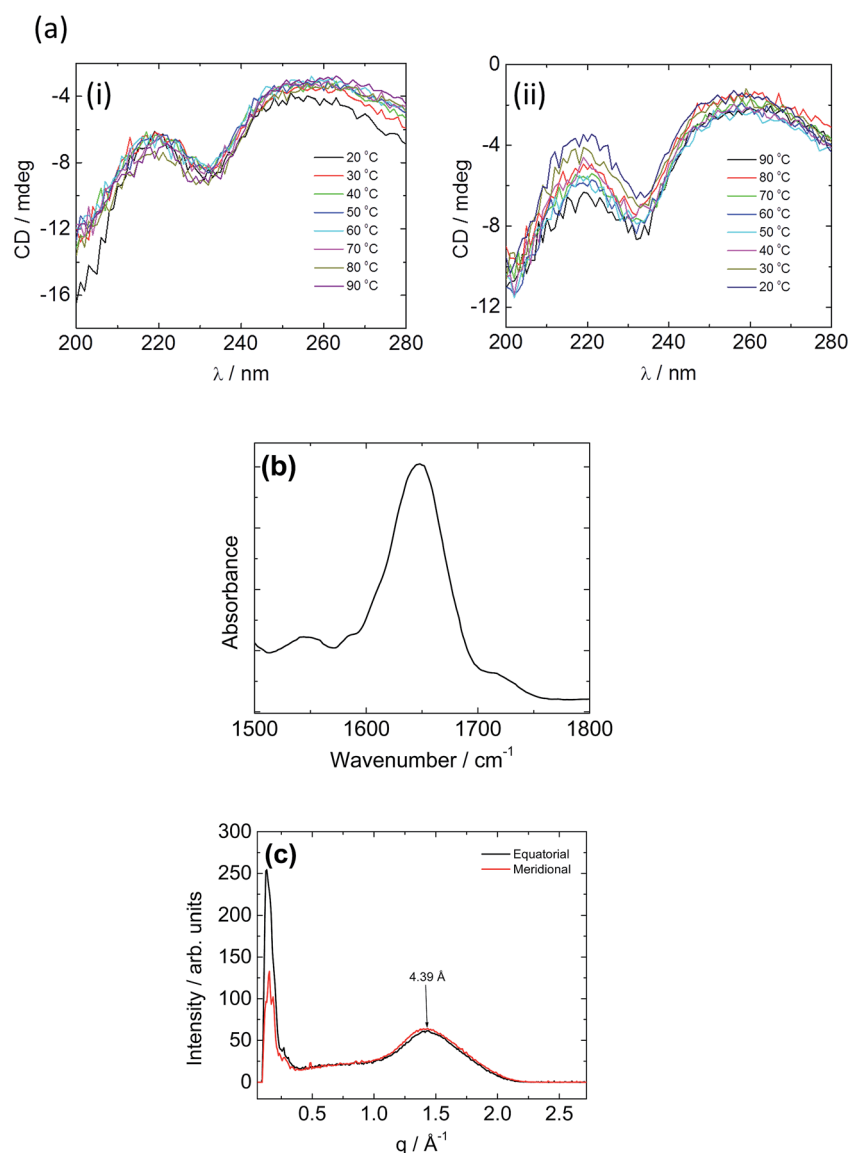 (a)
(i)
-4
-8
-12
-16
CD / mdeg
20 °C
30 °C
40 °C
50 °C
60 °C
70 °C
80 °C
90 °C
200 220 240 260 280
λ / nm
(ii)
0
-4
-8
-12
CD / mdeg
90 °C
80 °C
70 °C
60 °C
50 °C
40 °C
30 °C
20 °C
200 220 240 260 280
λ / nm
(b)
Absorbance
1500 1600 1700 1800
Wavenumber / cm⁻¹
(c)
300
250
200
150
100
50
0
Intensity / arb. units
Equatorial
Meridional
4.39 Å
0.5 1.0 1.5 2.0 2.5
q / Å⁻¹